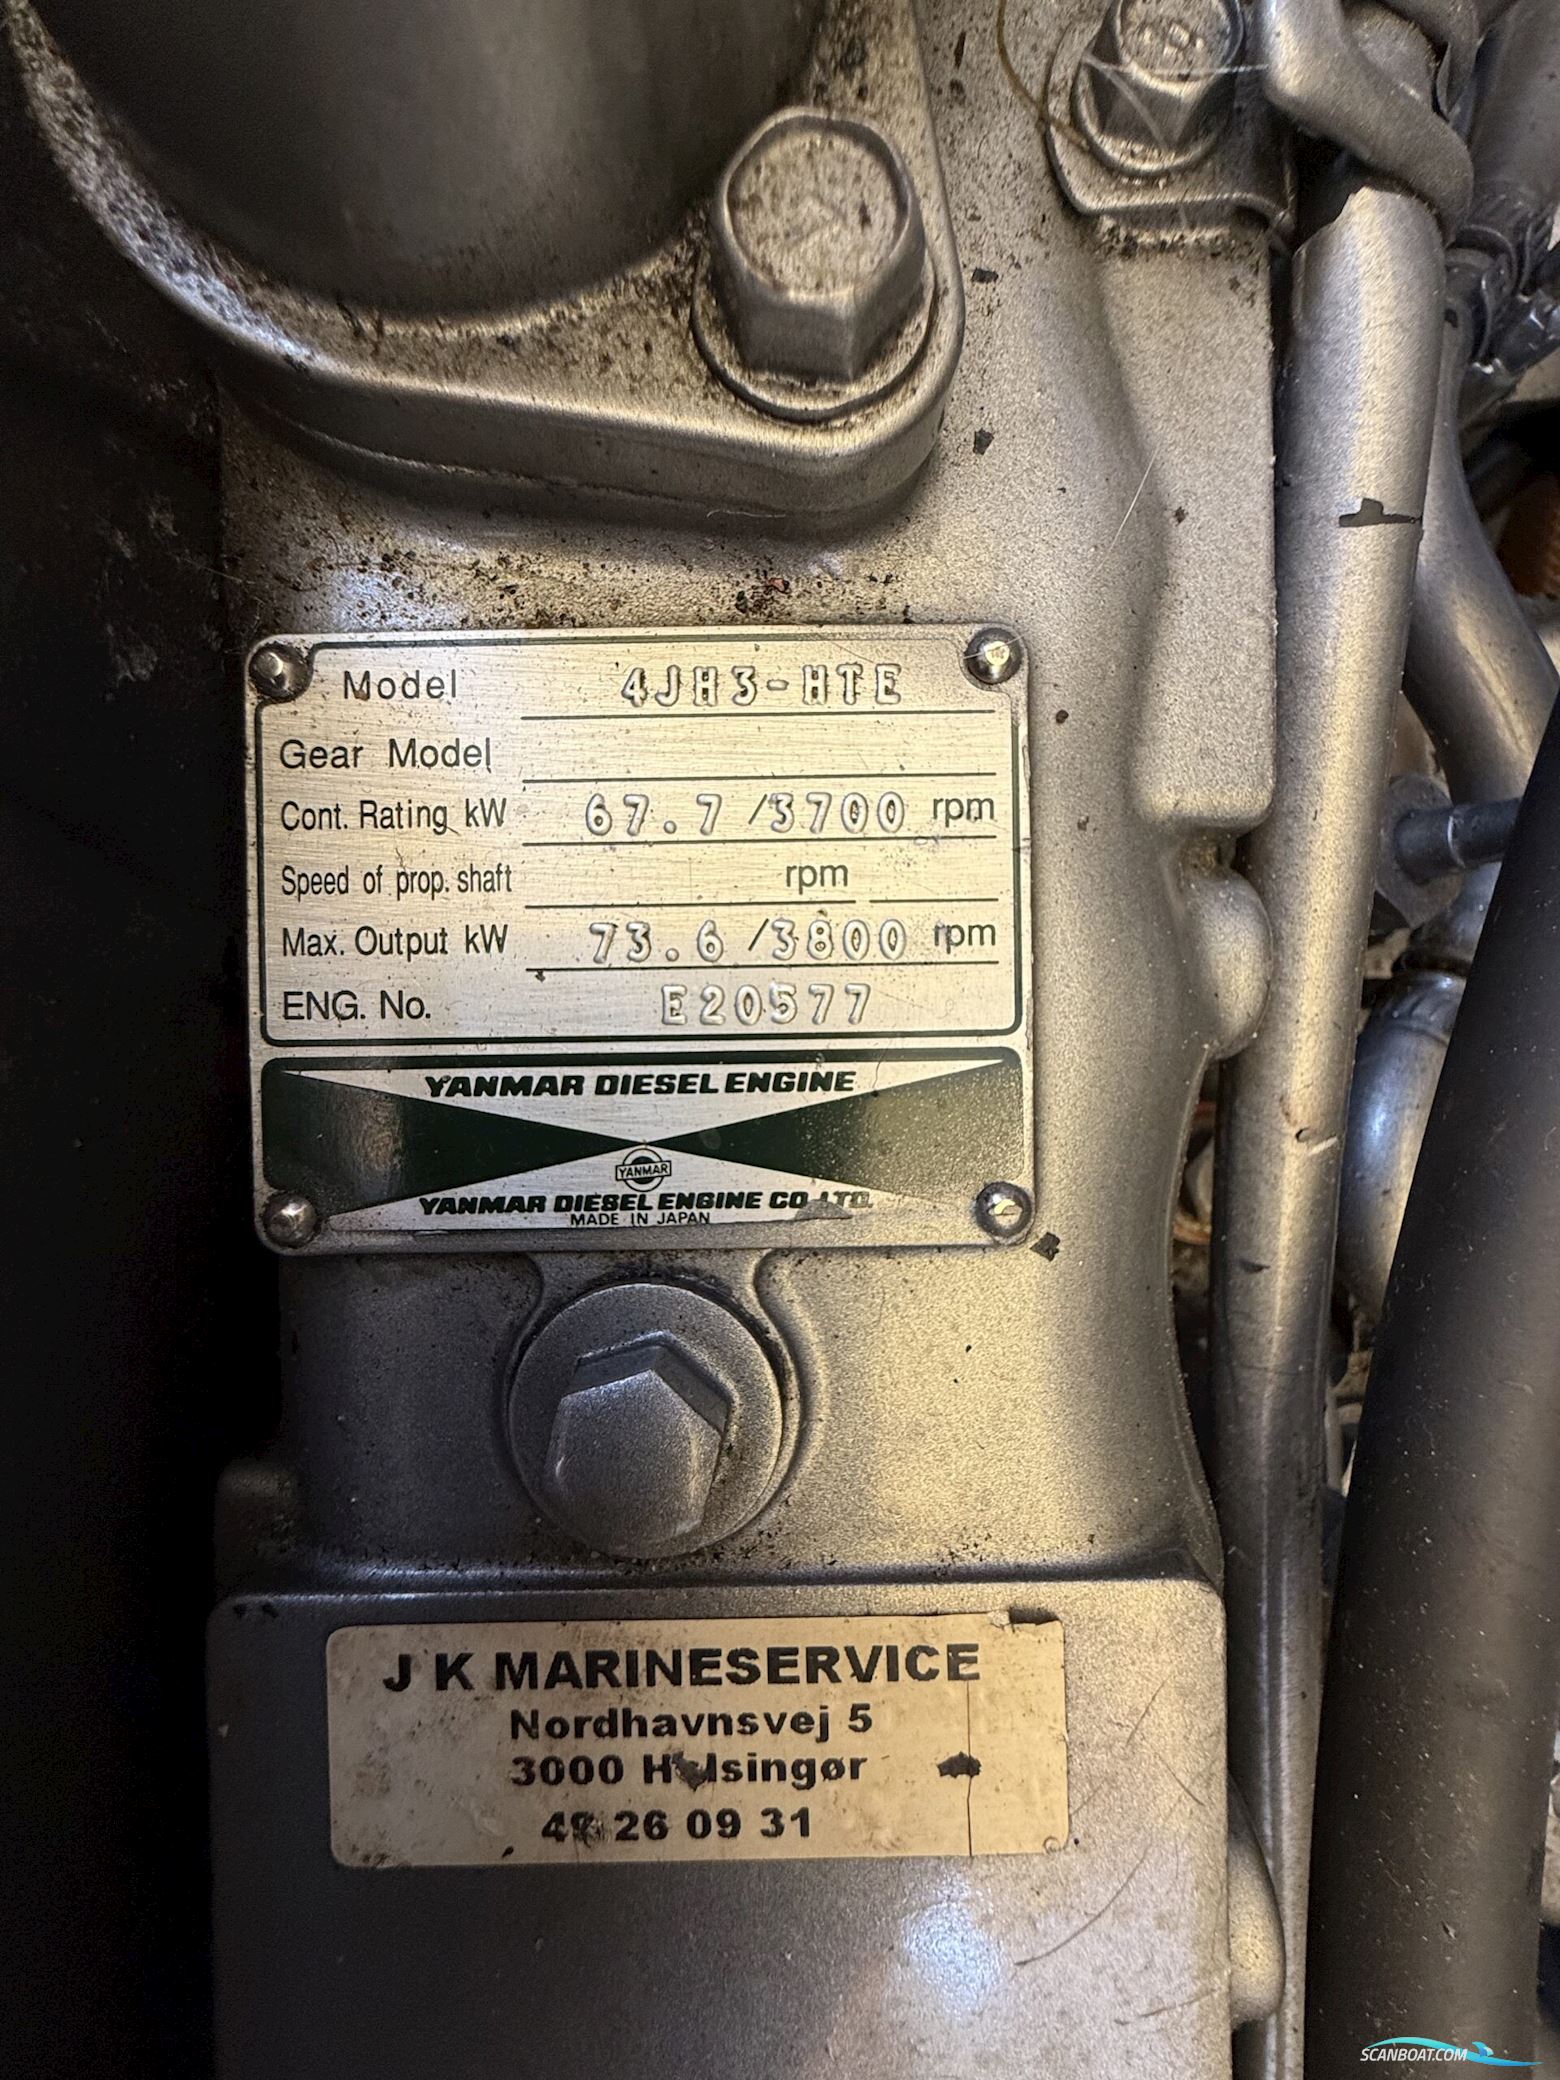 Model 4JH3-HTE
Gear Model
Cont. Rating kW 67.7/3700 rpm
Speed of prop. shaft rpm
Max. Output kW 73.6/3800 rpm
ENG. No. E20577
YANMAR DIESEL ENGINE
YANMAR
YANMAR DIESEL ENGINE CO. LTD.
MADE IN JAPAN
J K MARINESERVICE
Nordhavnsvej 5
3000 Helsingør
26 09 31
SCANBOAT.COM